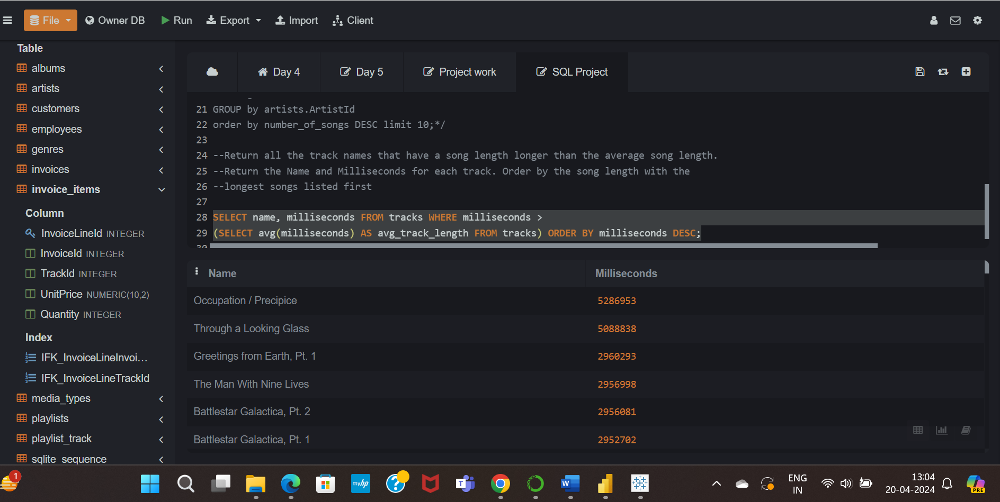 File
Owner DB
Run
Export
Import
Client
Table
albums
artists
customers
employees
genres
invoices
invoice_items
Column
InvoiceLineId INTEGER
InvoiceId INTEGER
TrackId INTEGER
UnitPrice NUMERIC(10,2)
Quantity INTEGER
Index
IFK_InvoiceLineInvoi...
IFK_InvoiceLineTrackId
media_types
playlists
playlist_track
sqlite_sequence
Day 4
Day 5
Project work
SQL Project
21 GROUP by artists.ArtistId
22 order by number_of_songs DESC limit 10;*/
23
24 --Return all the track names that have a song length longer than the average song length.
25 --Return the Name and Milliseconds for each track. Order by the song length with the
26 --longest songs listed first
27
28 SELECT name, milliseconds FROM tracks WHERE milliseconds >
29 (SELECT avg(milliseconds) AS avg_track_length FROM tracks) ORDER BY milliseconds DESC;
30
Name Milliseconds
Occupation / Precipice 5286953
Through a Looking Glass 5088838
Greetings from Earth, Pt. 1 2960293
The Man With Nine Lives 2956998
Battlestar Galactica, Pt. 2 2956081
Battlestar Galactica, Pt. 1 2952702
1
myhp
?
T
W
ENG
IN
13:04
20-04-2024
PRE